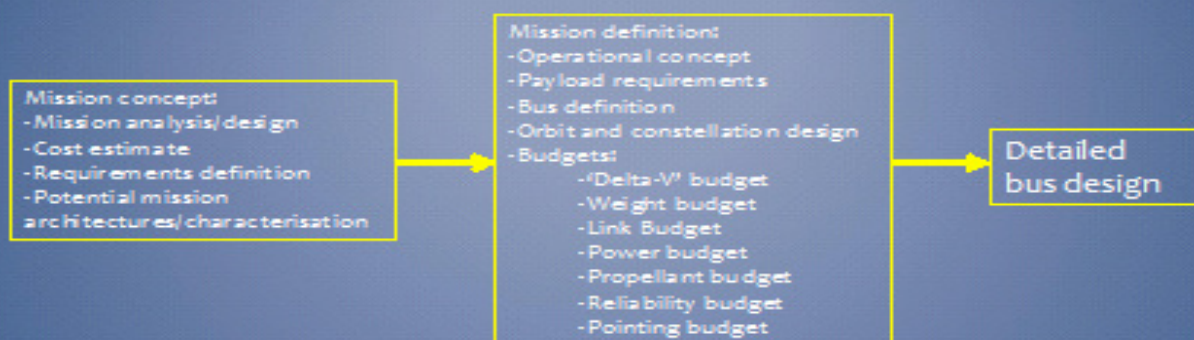 Mission concept:
-Mission analysis/design
-Cost estimate
-Requirements definition
-Potential mission
architectures/characterisation
Mission definition:
-Operational concept
-Payload requirements
-Bus definition
-Orbit and constellation design
-Budgets:
-‘Delta-V’ budget
-Weight budget
-Link Budget
-Power budget
-Propellant budget
-Reliability budget
-Pointing budget
Detailed
bus design